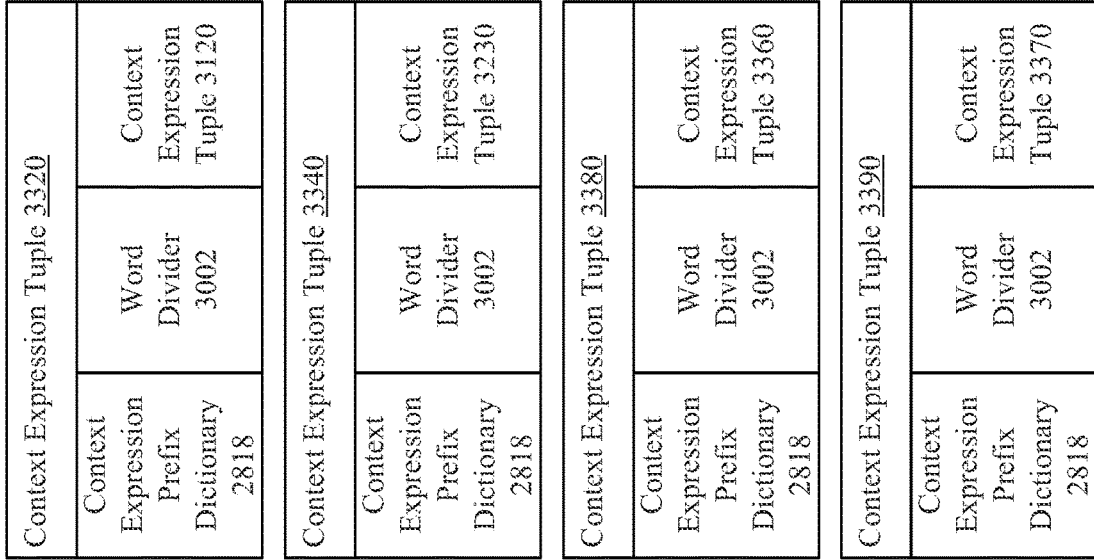 Context Expression Tuple 3320
Context
Expression
Prefix
Dictionary
2818
Word
Divider
3002
Context
Expression
Tuple 3120
Context Expression Tuple 3340
Context
Expression
Prefix
Dictionary
2818
Word
Divider
3002
Context
Expression
Tuple 3230
Context Expression Tuple 3380
Context
Expression
Prefix
Dictionary
2818
Word
Divider
3002
Context
Expression
Tuple 3360
Context Expression Tuple 3390
Context
Expression
Prefix
Dictionary
2818
Word
Divider
3002
Context
Expression
Tuple 3370